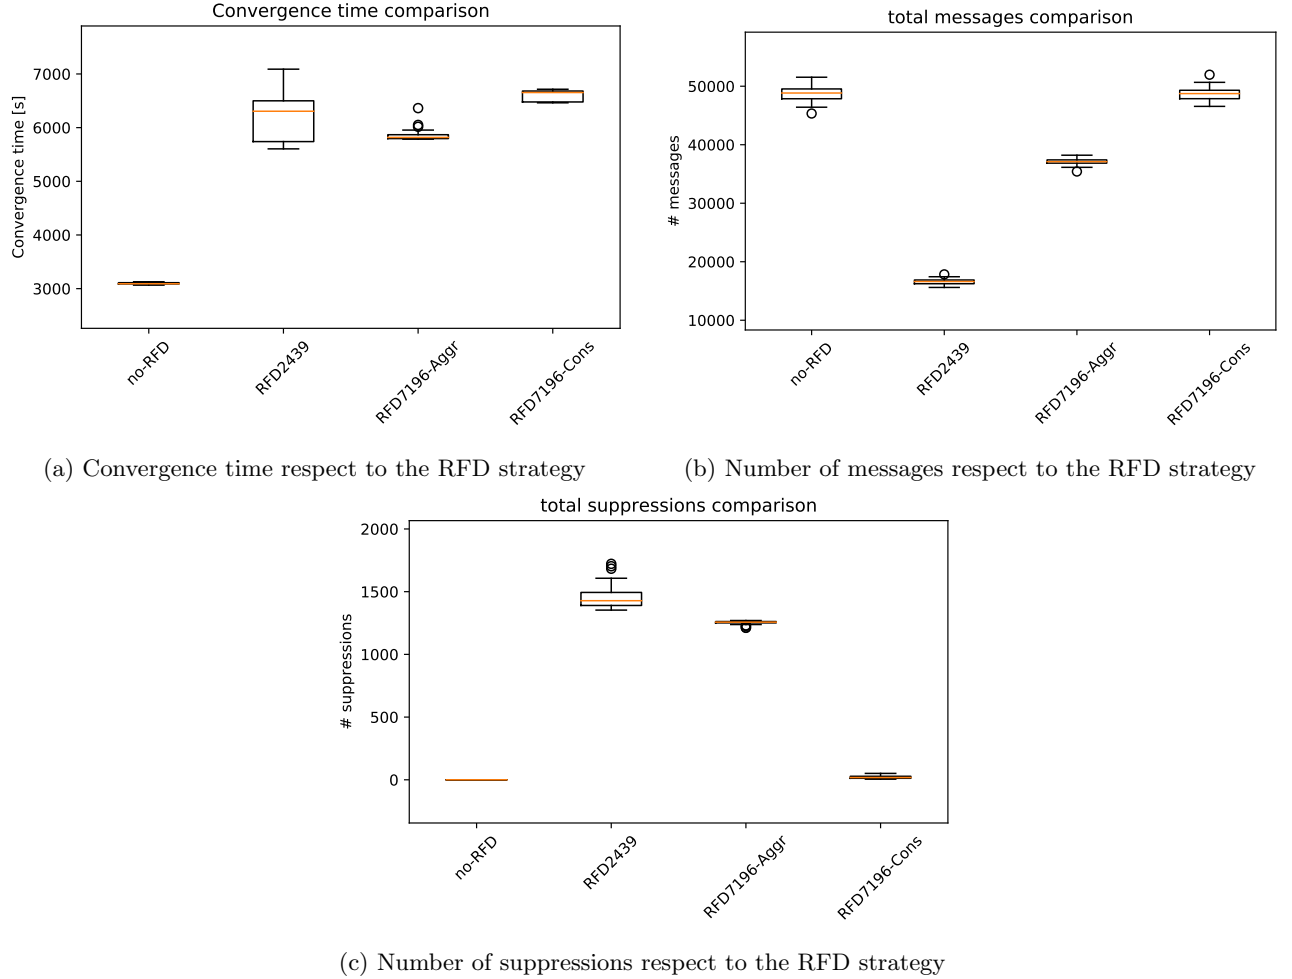 Convergence time comparison
Convergence time [s]
7000
6000
5000
4000
3000
no-RFD
RFD2439
RFD7196-Aggr
RFD7196-Cons
(a) Convergence time respect to the RFD strategy
total messages comparison
# messages
50000
40000
30000
20000
10000
no-RFD
RFD2439
RFD7196-Aggr
RFD7196-Cons
(b) Number of messages respect to the RFD strategy
total suppressions comparison
# suppressions
2000
1500
1000
500
0
no-RFD
RFD2439
RFD7196-Aggr
RFD7196-Cons
(c) Number of suppressions respect to the RFD strategy